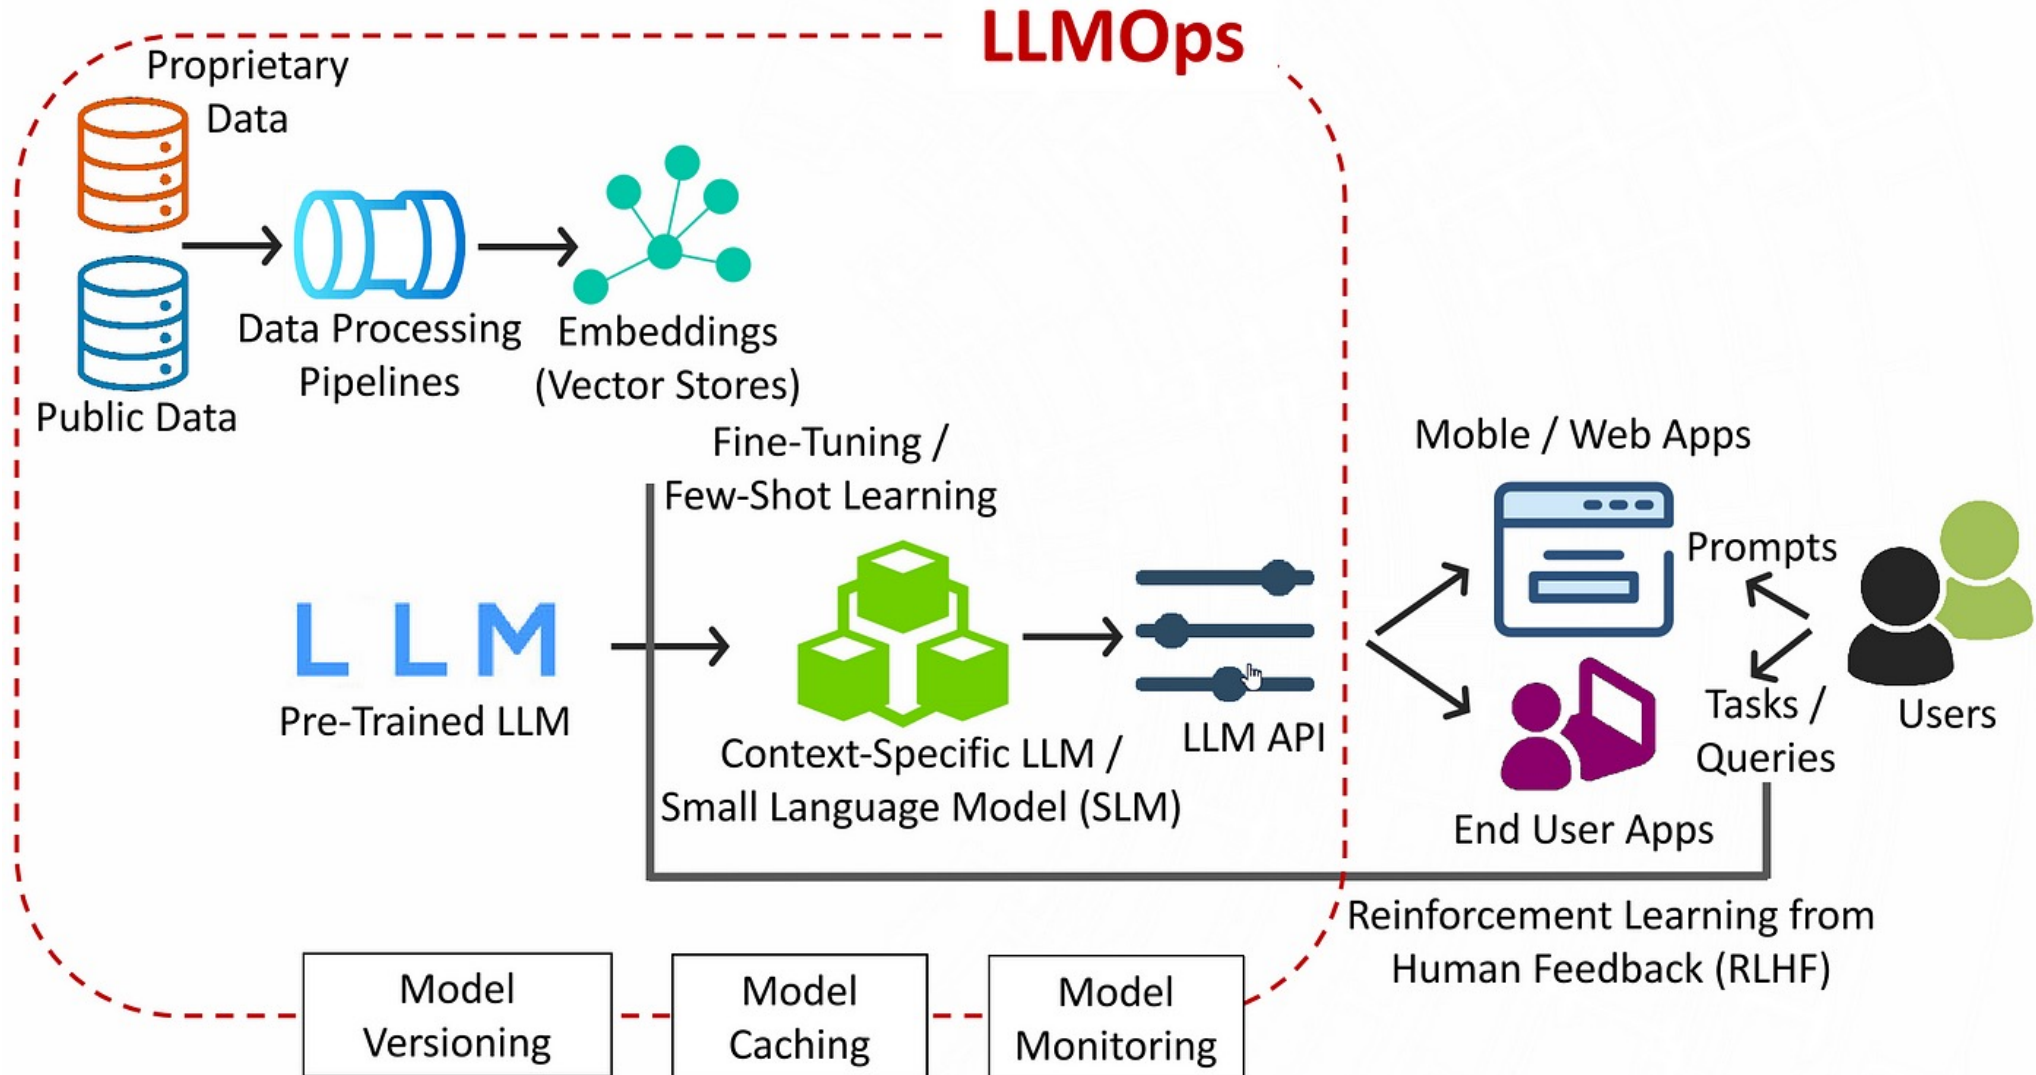 LLMOps
Proprietary
Data
Public Data
Data Processing
Pipelines
Embeddings
(Vector Stores)
Fine-Tuning /
Few-Shot Learning
LLM
Pre-Trained LLM
Context-Specific LLM /
Small Language Model (SLM)
LLM API
Moble / Web Apps
Prompts
Tasks /
Queries
Users
End User Apps
Reinforcement Learning from
Human Feedback (RLHF)
Model
Versioning
Model
Caching
Model
Monitoring